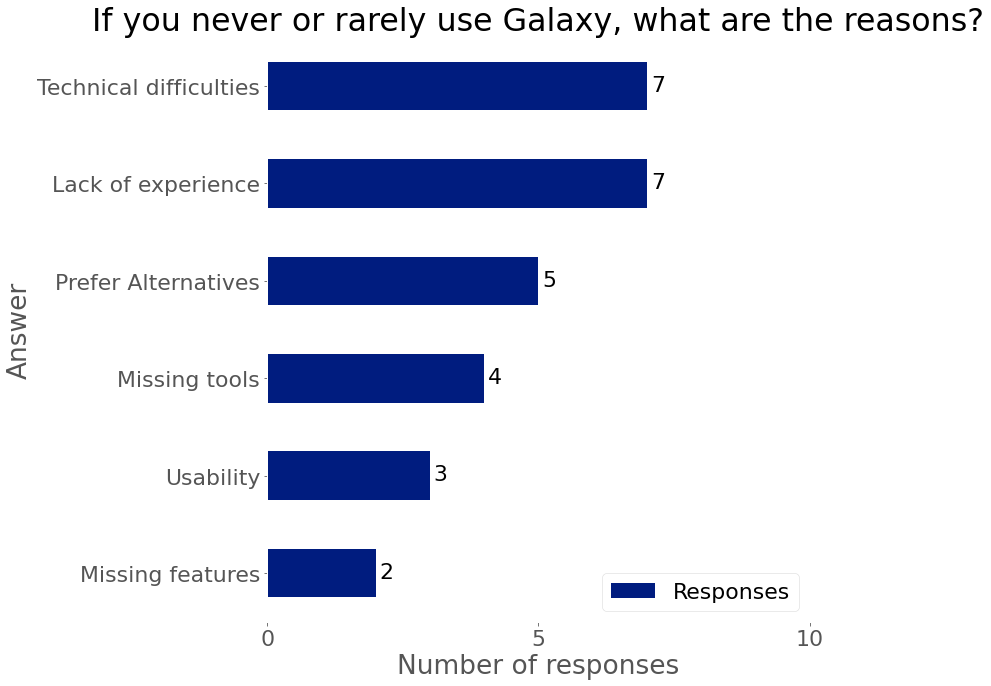 If you never or rarely use Galaxy, what are the reasons?
Technical difficulties 7
Lack of experience 7
Prefer Alternatives 5
Missing tools 4
Usability 3
Missing features 2
Answer
Responses
0 5 10
Number of responses